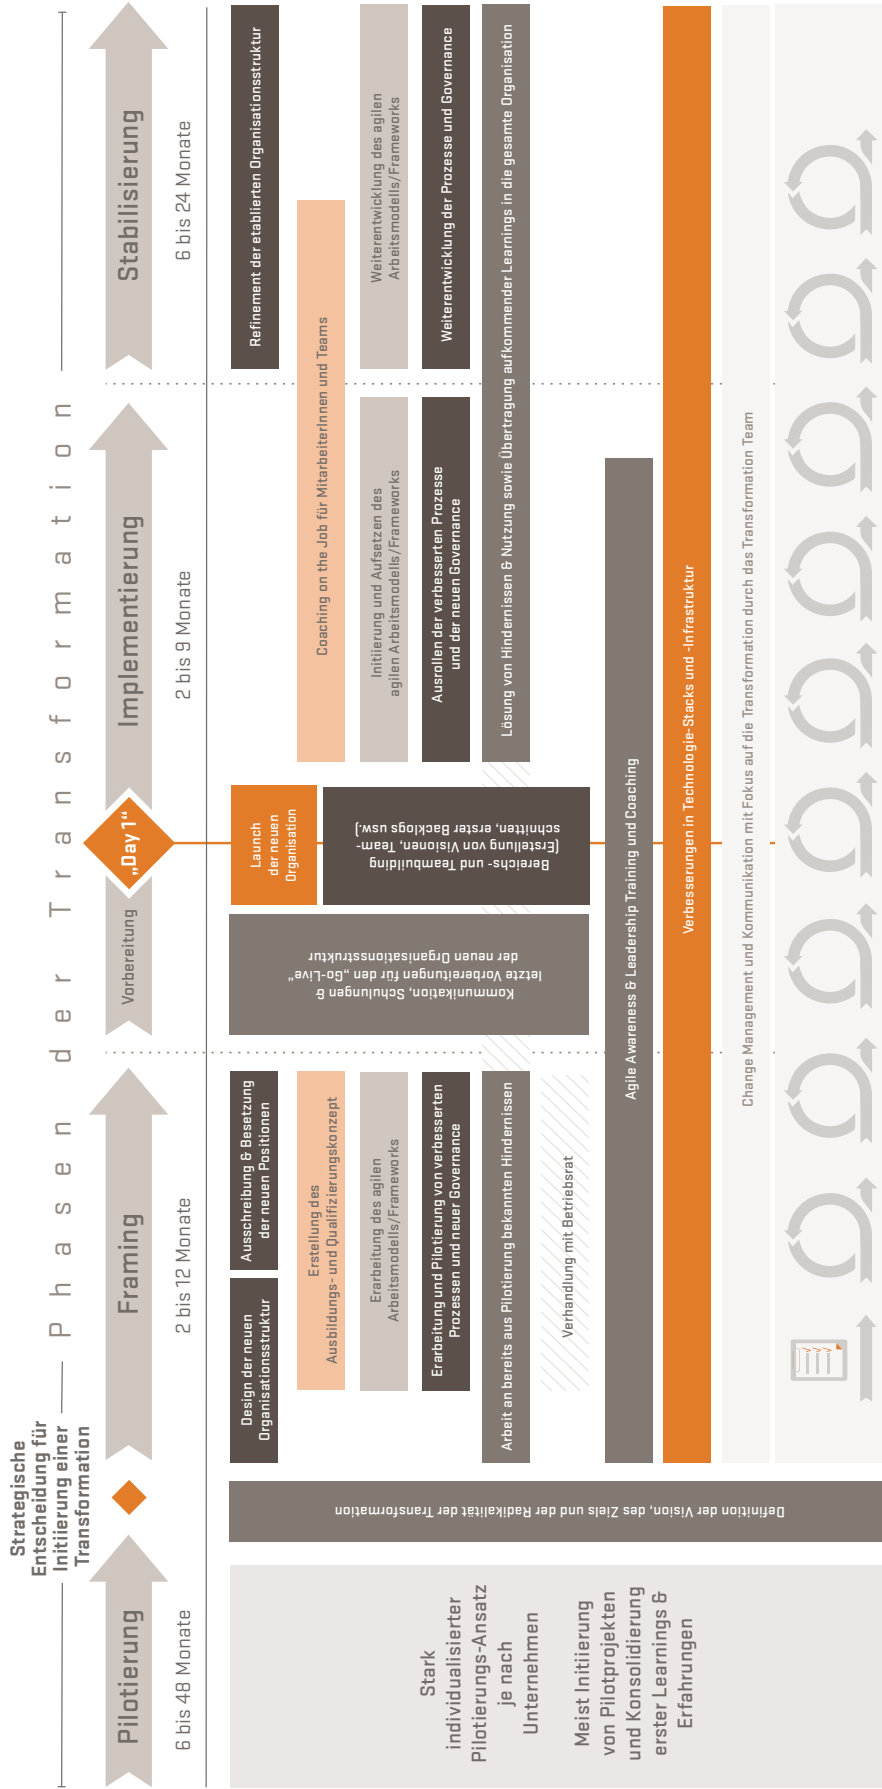 Phasen der Transformation
Strategische
Entscheidung für
Initiierung einer
Transformation
Pilotierung
Framing
Vorbereitung
„Day 1“
Implementierung
Stabilisierung
6 bis 48 Monate
2 bis 12 Monate
2 bis 9 Monate
6 bis 24 Monate
Stark
individualisierter
Pilotierungs-Ansatz
je nach
Unternehmen
Meist Initiierung
von Pilotprojekten
und Konsolidierung
erster Learnings &
Erfahrungen
Definition der Vision, des Ziels und der Radikalität der Transformation
Design der neuen
Organisationsstruktur
Ausschreibung & Besetzung
der neuen Positionen
Erstellung des
Ausbildungs- und Qualifizierungskonzept
Erarbeitung des agilen
Arbeitsmodells/Frameworks
Erarbeitung und Pilotierung von verbesserten
Prozessen und neuer Governance
Arbeit an bereits aus Pilotierung bekannten Hindernissen
Verhandlung mit Betriebsrat
Kommunikation, Schulungen &
letzte Vorbereitungen für den „Go-Live“
der neuen Organisationsstruktur
Launch
der neuen
Organisation
Bereichs- und Teambuilding
(Erstellung von Visionen, Team-
schnitten, erster Backlogs usw.)
Coaching on the Job für MitarbeiterInnen und Teams
Initiierung und Aufsetzen des
agilen Arbeitsmodells/Frameworks
Ausrollen der verbesserten Prozesse
und der neuen Governance
Lösung von Hindernissen & Nutzung sowie Übertragung aufkommender Learnings in die gesamte Organisation
Refinement der etablierten Organisationsstruktur
Weiterentwicklung des agilen
Arbeitsmodells/Frameworks
Weiterentwicklung der Prozesse und Governance
Agile Awareness & Leadership Training und Coaching
Verbesserungen in Technologie-Stacks und -Infrastruktur
Change Management und Kommunikation mit Fokus auf die Transformation durch das Transformation Team